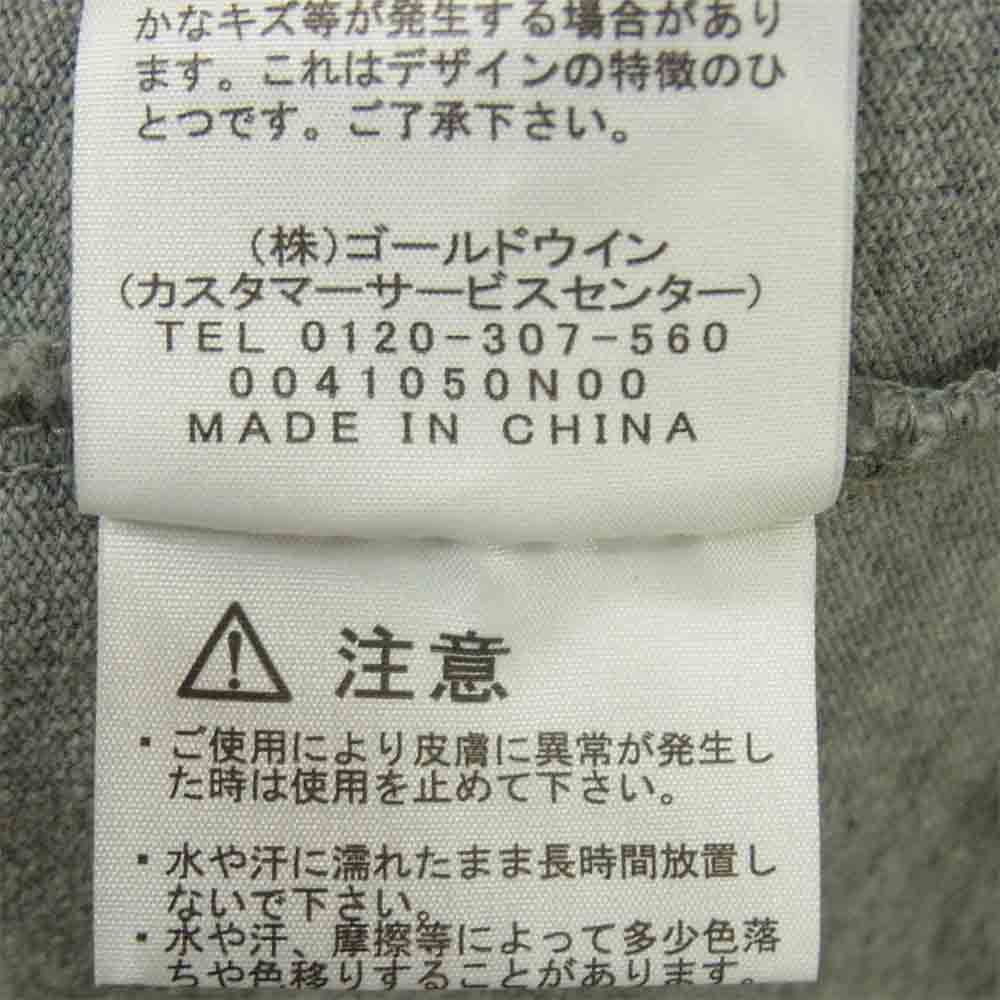 かなキズ等が発生する場合があり
ます。これはデザインの特徴のひ
とつです。ご了承下さい。
(株)ゴールドウイン
(カスタマーサービスセンター)
TEL 0120-307-560
0041050N00
MADE IN CHINA
注意
・ご使用により皮膚に異常が発生し
た時は使用を止めて下さい。
・水や汗に濡れたまま長時間放置し
ないで下さい。
・水や汗、摩擦等によって多少色落
ちや色移りすることがあります。